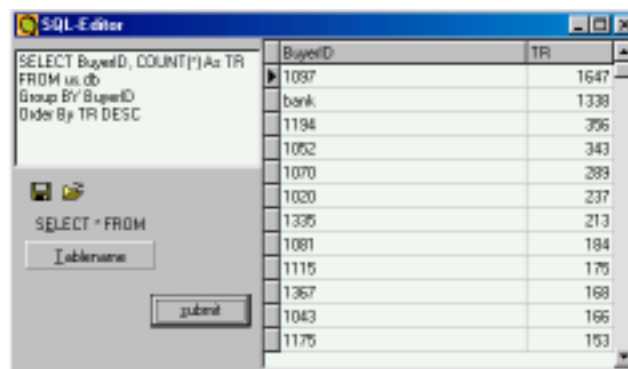 SQL-Editor
SELECT BuyerID, COUNT(*) As TR
FROM us.db
Group BY BuyerID
Order By TR DESC
SELECT * FROM
Tablename
submit
BuyerID TR
1097 1647
bank 1338
1194 356
1052 343
1070 289
1020 237
1335 213
1081 184
1115 175
1367 168
1043 166
1175 153